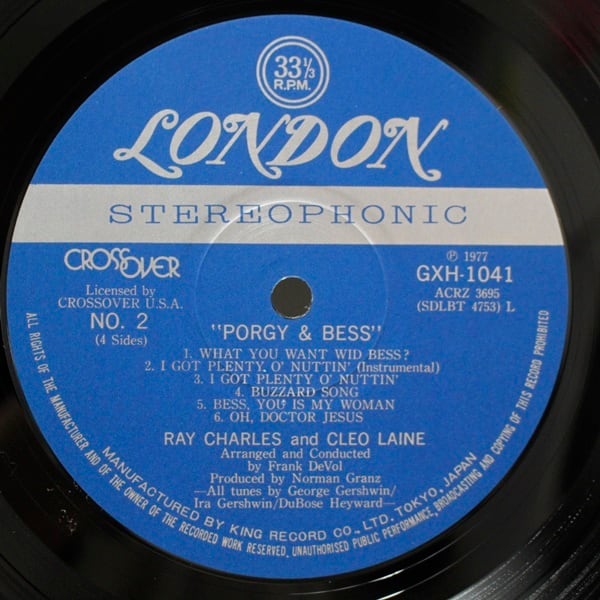 33⅓
R.P.M.
LONDON
STEREOPHONIC
CROSSOVER
Licensed by
CROSSOVER U.S.A.
NO. 2
(4 Sides)
Ⓟ 1977
GXH-1041
ACRZ 3695
(SDLBT 4753) L
"PORGY & BESS"
1. WHAT YOU WANT WID BESS?
2. I GOT PLENTY O' NUTTIN' (Instrumental)
3. I GOT PLENTY O' NUTTIN'
4. BUZZARD SONG
5. BESS, YOU IS MY WOMAN
6. OH, DOCTOR JESUS
RAY CHARLES and CLEO LAINE
Arranged and Conducted
by Frank DeVol
Produced by Norman Granz
—All tunes by George Gershwin/
Ira Gershwin/DuBose Heyward—
MANUFACTURED BY KING RECORD CO., LTD. TOKYO, JAPAN
ALL RIGHTS OF THE MANUFACTURER AND OF THE OWNER OF THE RECORDED WORK RESERVED, UNAUTHORISED PUBLIC PERFORMANCE, BROADCASTING AND COPYING OF THIS RECORD PROHIBITED